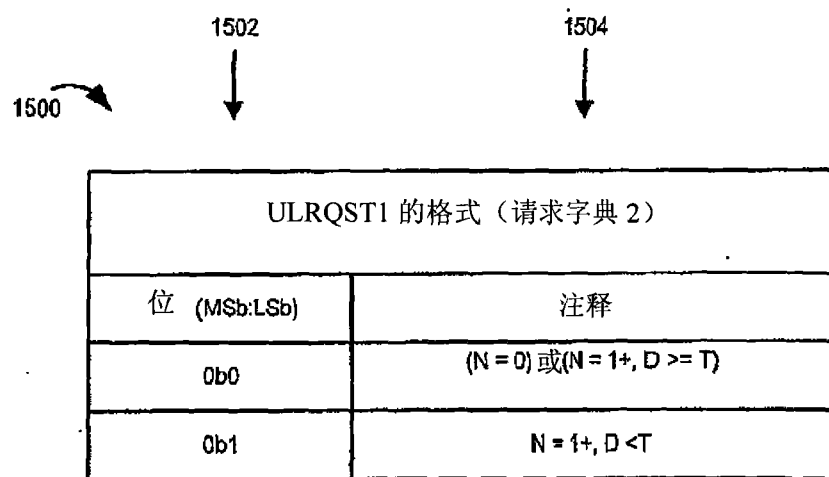 1502
1504
1500
ULRQST1 的格式（请求字典 2）
位 (MSb:LSb)
注释
0b0
(N = 0) 或(N = 1+, D >= T)
0b1
N = 1+, D <T